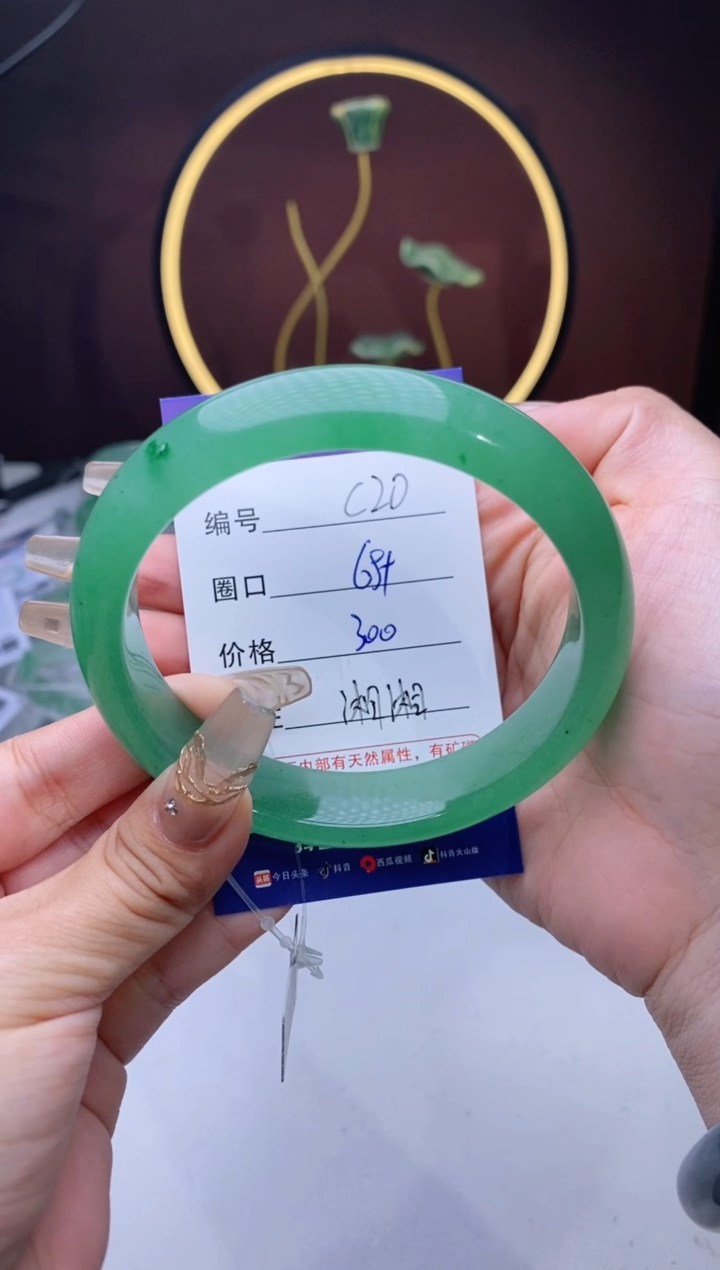 编号 C20
圈口 68+
价格 300
湘湘
内部有天然属性，有矿
今日头条 抖音 西瓜视频 抖音火山版